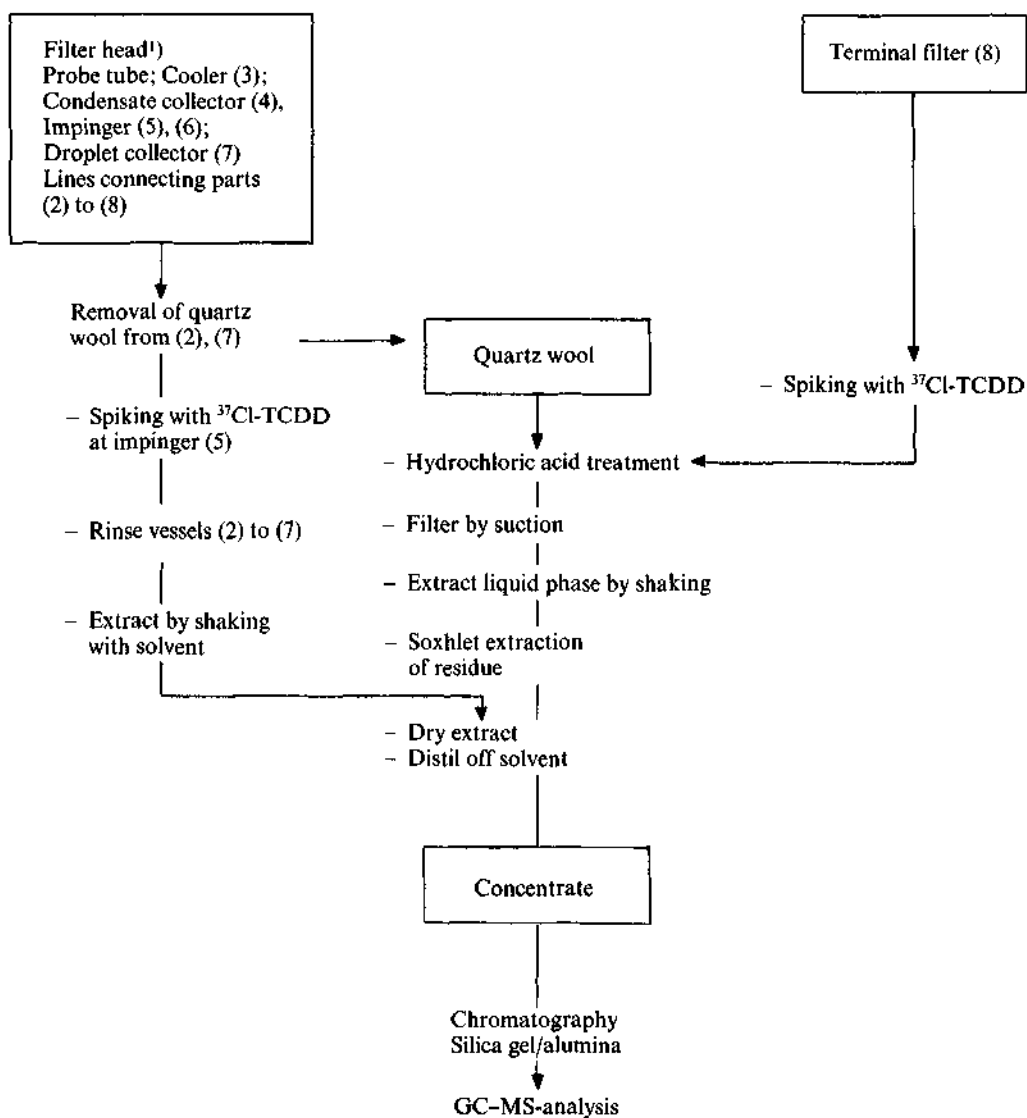 Filter head¹)
Probe tube; Cooler (3);
Condensate collector (4),
Impinger (5), (6);
Droplet collector (7)
Lines connecting parts
(2) to (8)
Terminal filter (8)
Removal of quartz
wool from (2), (7)
Quartz wool
– Spiking with ³⁷Cl-TCDD
– Spiking with ³⁷Cl-TCDD
at impinger (5)
– Hydrochloric acid treatment
– Rinse vessels (2) to (7)
– Filter by suction
– Extract liquid phase by shaking
– Extract by shaking
with solvent
– Soxhlet extraction
of residue
– Dry extract
– Distil off solvent
Concentrate
Chromatography
Silica gel/alumina
GC–MS-analysis